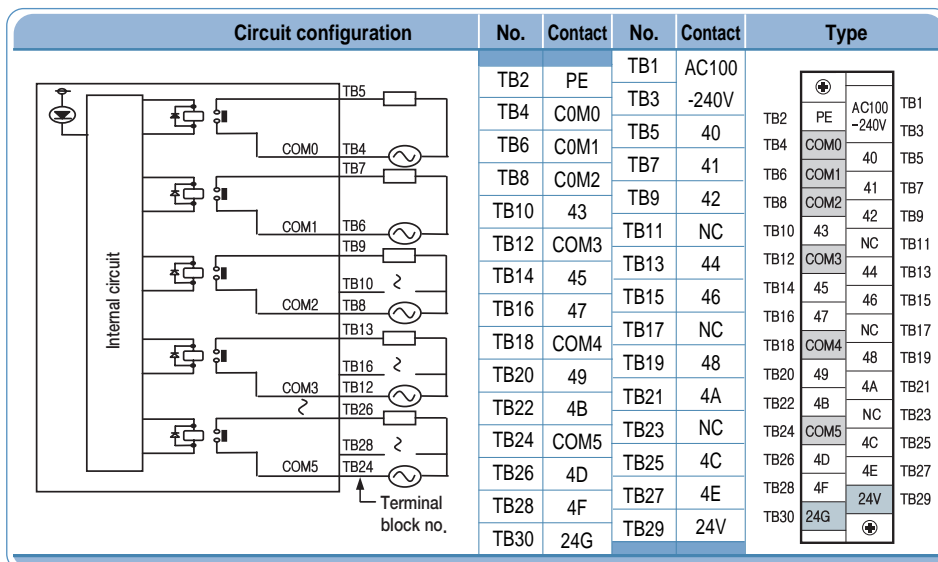 Circuit configuration No. Contact No. Contact Type
Internal circuit
TB5
COM0 TB4
TB7
COM1 TB6
TB9
TB10
COM2 TB8
TB13
TB16
COM3 TB12
TB26
TB28
COM5 TB24
Terminal
block no.
TB2 PE
TB4 C0M0
TB6 C0M1
TB8 C0M2
TB10 43
TB12 COM3
TB14 45
TB16 47
TB18 COM4
TB20 49
TB22 4B
TB24 COM5
TB26 4D
TB28 4F
TB30 24G
TB1 AC100
TB3 -240V
TB5 40
TB7 41
TB9 42
TB11 NC
TB13 44
TB15 46
TB17 NC
TB19 48
TB21 4A
TB23 NC
TB25 4C
TB27 4E
TB29 24V
TB2 PE
TB4 COM0
TB6 COM1
TB8 COM2
TB10 43
TB12 COM3
TB14 45
TB16 47
TB18 COM4
TB20 49
TB22 4B
TB24 COM5
TB26 4D
TB28 4F
TB30 24G
AC100 TB1
-240V TB3
40 TB5
41 TB7
42 TB9
NC TB11
44 TB13
46 TB15
NC TB17
48 TB19
4A TB21
NC TB23
4C TB25
4E TB27
24V TB29